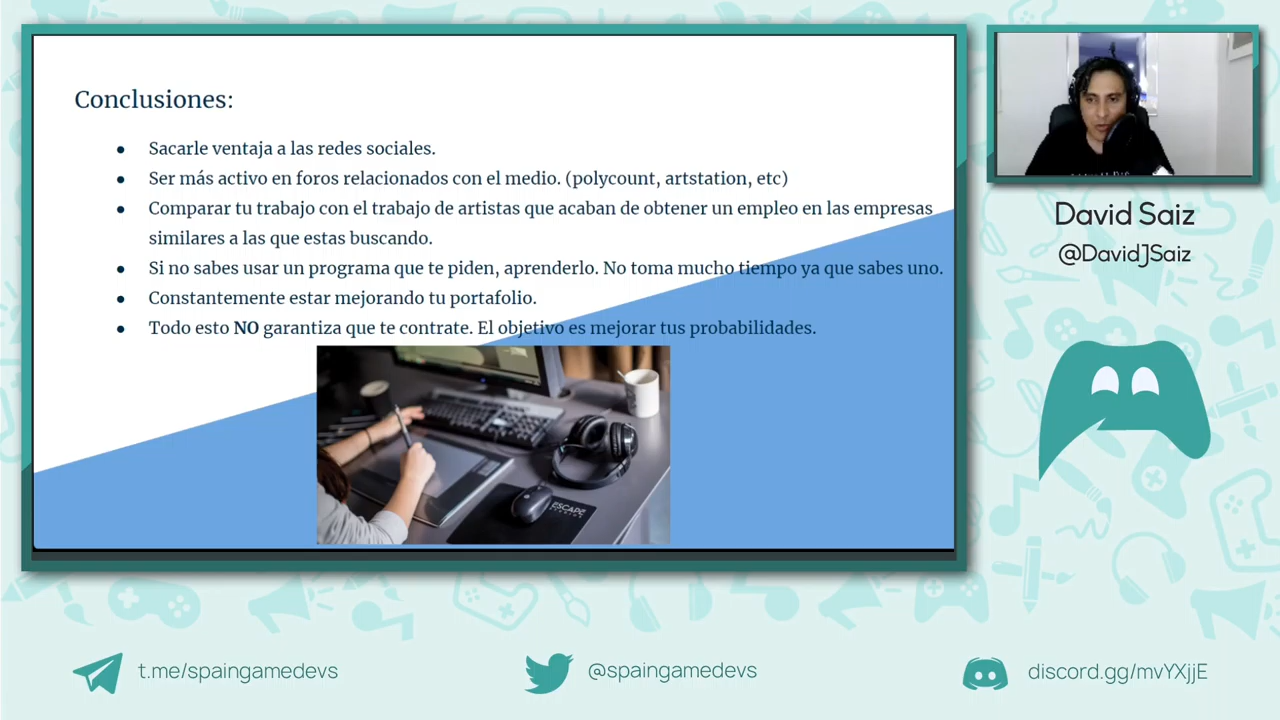 Conclusiones:
● Sacarle ventaja a las redes sociales.
● Ser más activo en foros relacionados con el medio. (polycount, artstation, etc)
● Comparar tu trabajo con el trabajo de artistas que acaban de obtener un empleo en las empresas
similares a las que estas buscando.
● Si no sabes usar un programa que te piden, aprenderlo. No toma mucho tiempo ya que sabes uno.
● Constantemente estar mejorando tu portafolio.
● Todo esto NO garantiza que te contrate. El objetivo es mejorar tus probabilidades.
ESCAPE
David Saiz
@DavidJSaiz
t.me/spaingamedevs
@spaingamedevs
discord.gg/mvYXjjE